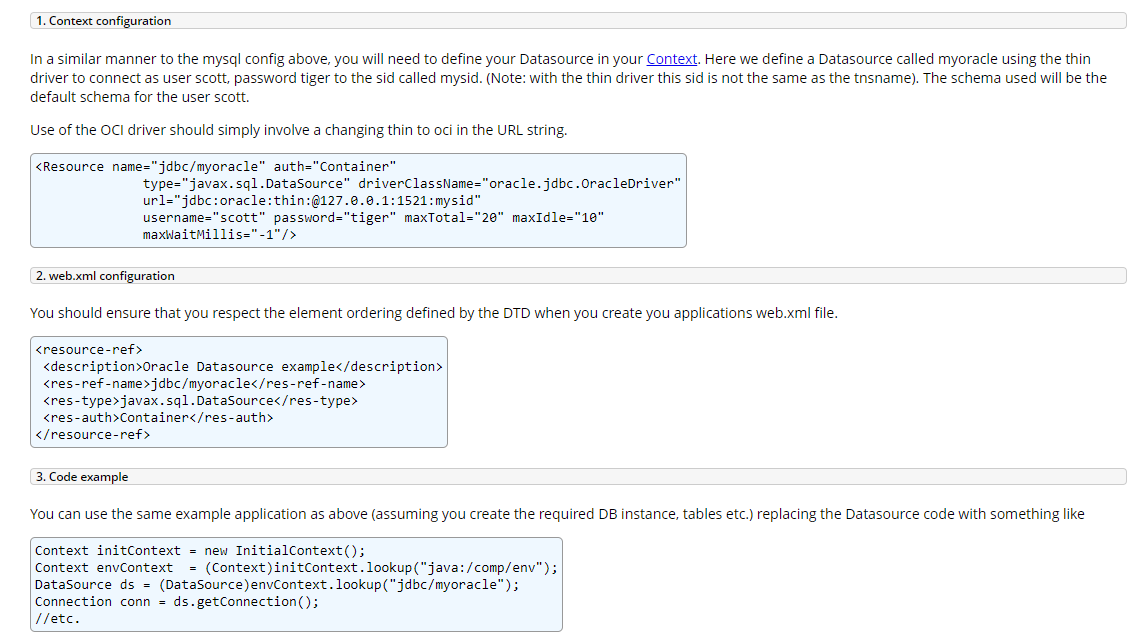 1. Context configuration
In a similar manner to the mysql config above, you will need to define your Datasource in your Context. Here we define a Datasource called myoracle using the thin
driver to connect as user scott, password tiger to the sid called mysid. (Note: with the thin driver this sid is not the same as the tnsname). The schema used will be the
default schema for the user scott.
Use of the OCI driver should simply involve a changing thin to oci in the URL string.
<Resource name="jdbc/myoracle" auth="Container"
              type="javax.sql.DataSource" driverClassName="oracle.jdbc.OracleDriver"
              url="jdbc:oracle:thin:@127.0.0.1:1521:mysid"
              username="scott" password="tiger" maxTotal="20" maxIdle="10"
              maxWaitMillis="-1"/>
2. web.xml configuration
You should ensure that you respect the element ordering defined by the DTD when you create you applications web.xml file.
<resource-ref>
 <description>Oracle Datasource example</description>
 <res-ref-name>jdbc/myoracle</res-ref-name>
 <res-type>javax.sql.DataSource</res-type>
 <res-auth>Container</res-auth>
</resource-ref>
3. Code example
You can use the same example application as above (assuming you create the required DB instance, tables etc.) replacing the Datasource code with something like
Context initContext = new InitialContext();
Context envContext  = (Context)initContext.lookup("java:/comp/env");
DataSource ds = (DataSource)envContext.lookup("jdbc/myoracle");
Connection conn = ds.getConnection();
//etc.